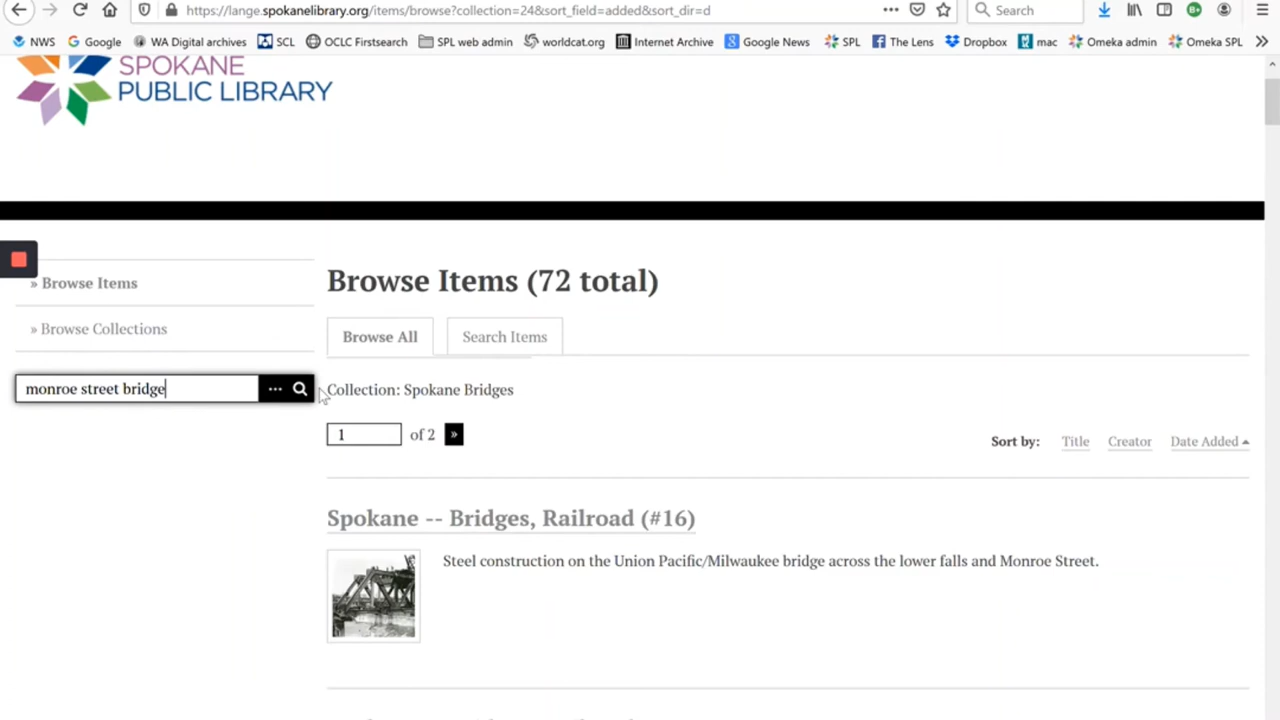 https://lange.spokanelibrary.org/items/browse?collection=24&sort_field=added&sort_dir=d
Search
NWS Google WA Digital archives SCL OCLC Firstsearch SPL web admin worldcat.org Internet Archive Google News SPL The Lens Dropbox mac Omeka admin Omeka SPL
SPOKANE
PUBLIC LIBRARY
» Browse Items
» Browse Collections
monroe street bridge
Browse Items (72 total)
Browse All Search Items
Collection: Spokane Bridges
1 of 2 »
Sort by: Title Creator Date Added
Spokane -- Bridges, Railroad (#16)
Steel construction on the Union Pacific/Milwaukee bridge across the lower falls and Monroe Street.